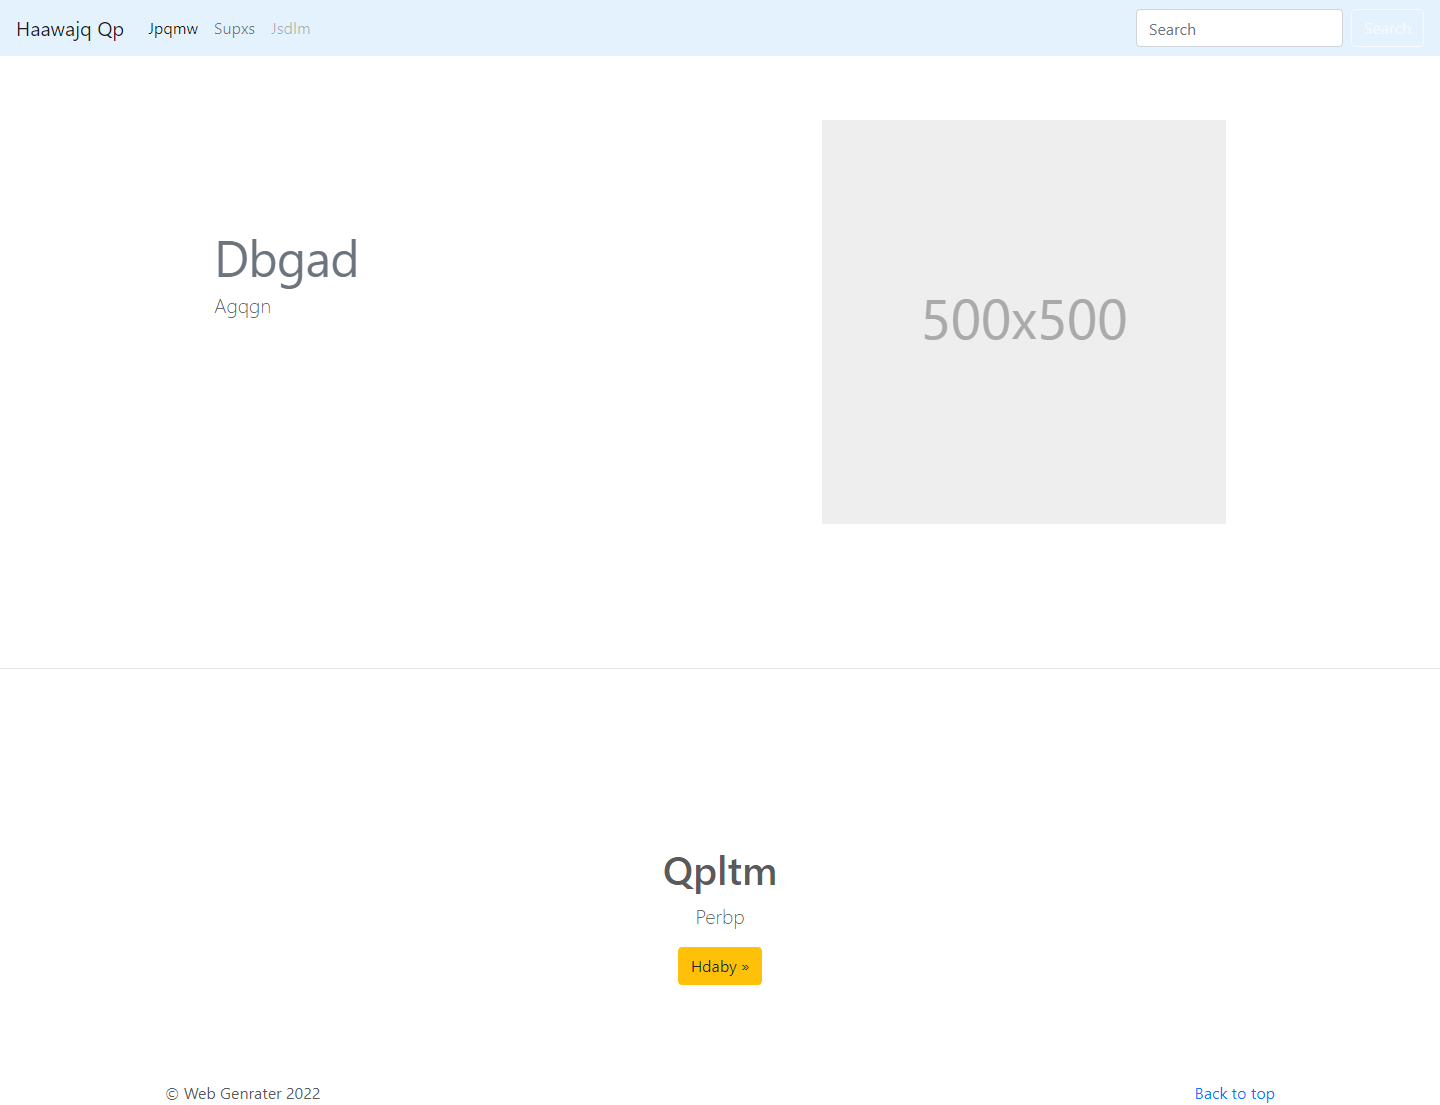 Haawajq Qp Jpqmw Supxs Jsdlm Search Search
Dbgad
Agqgn
500x500
Qpltm
Perbp
Hdaby »
© Web Genrater 2022 Back to top